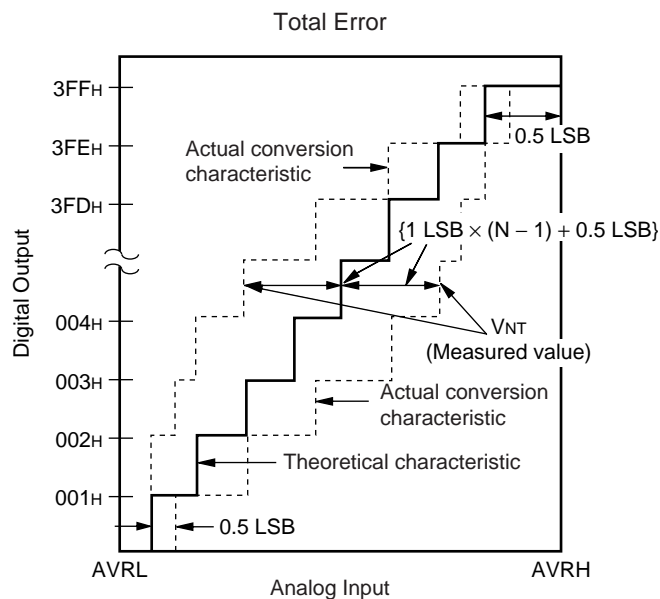 Total Error
3FFH
3FEH
3FDH
004H
003H
002H
001H
Digital Output
Actual conversion
characteristic
0.5 LSB
{1 LSB × (N − 1) + 0.5 LSB}
VNT
(Measured value)
Actual conversion
characteristic
Theoretical characteristic
0.5 LSB
AVRL
AVRH
Analog Input